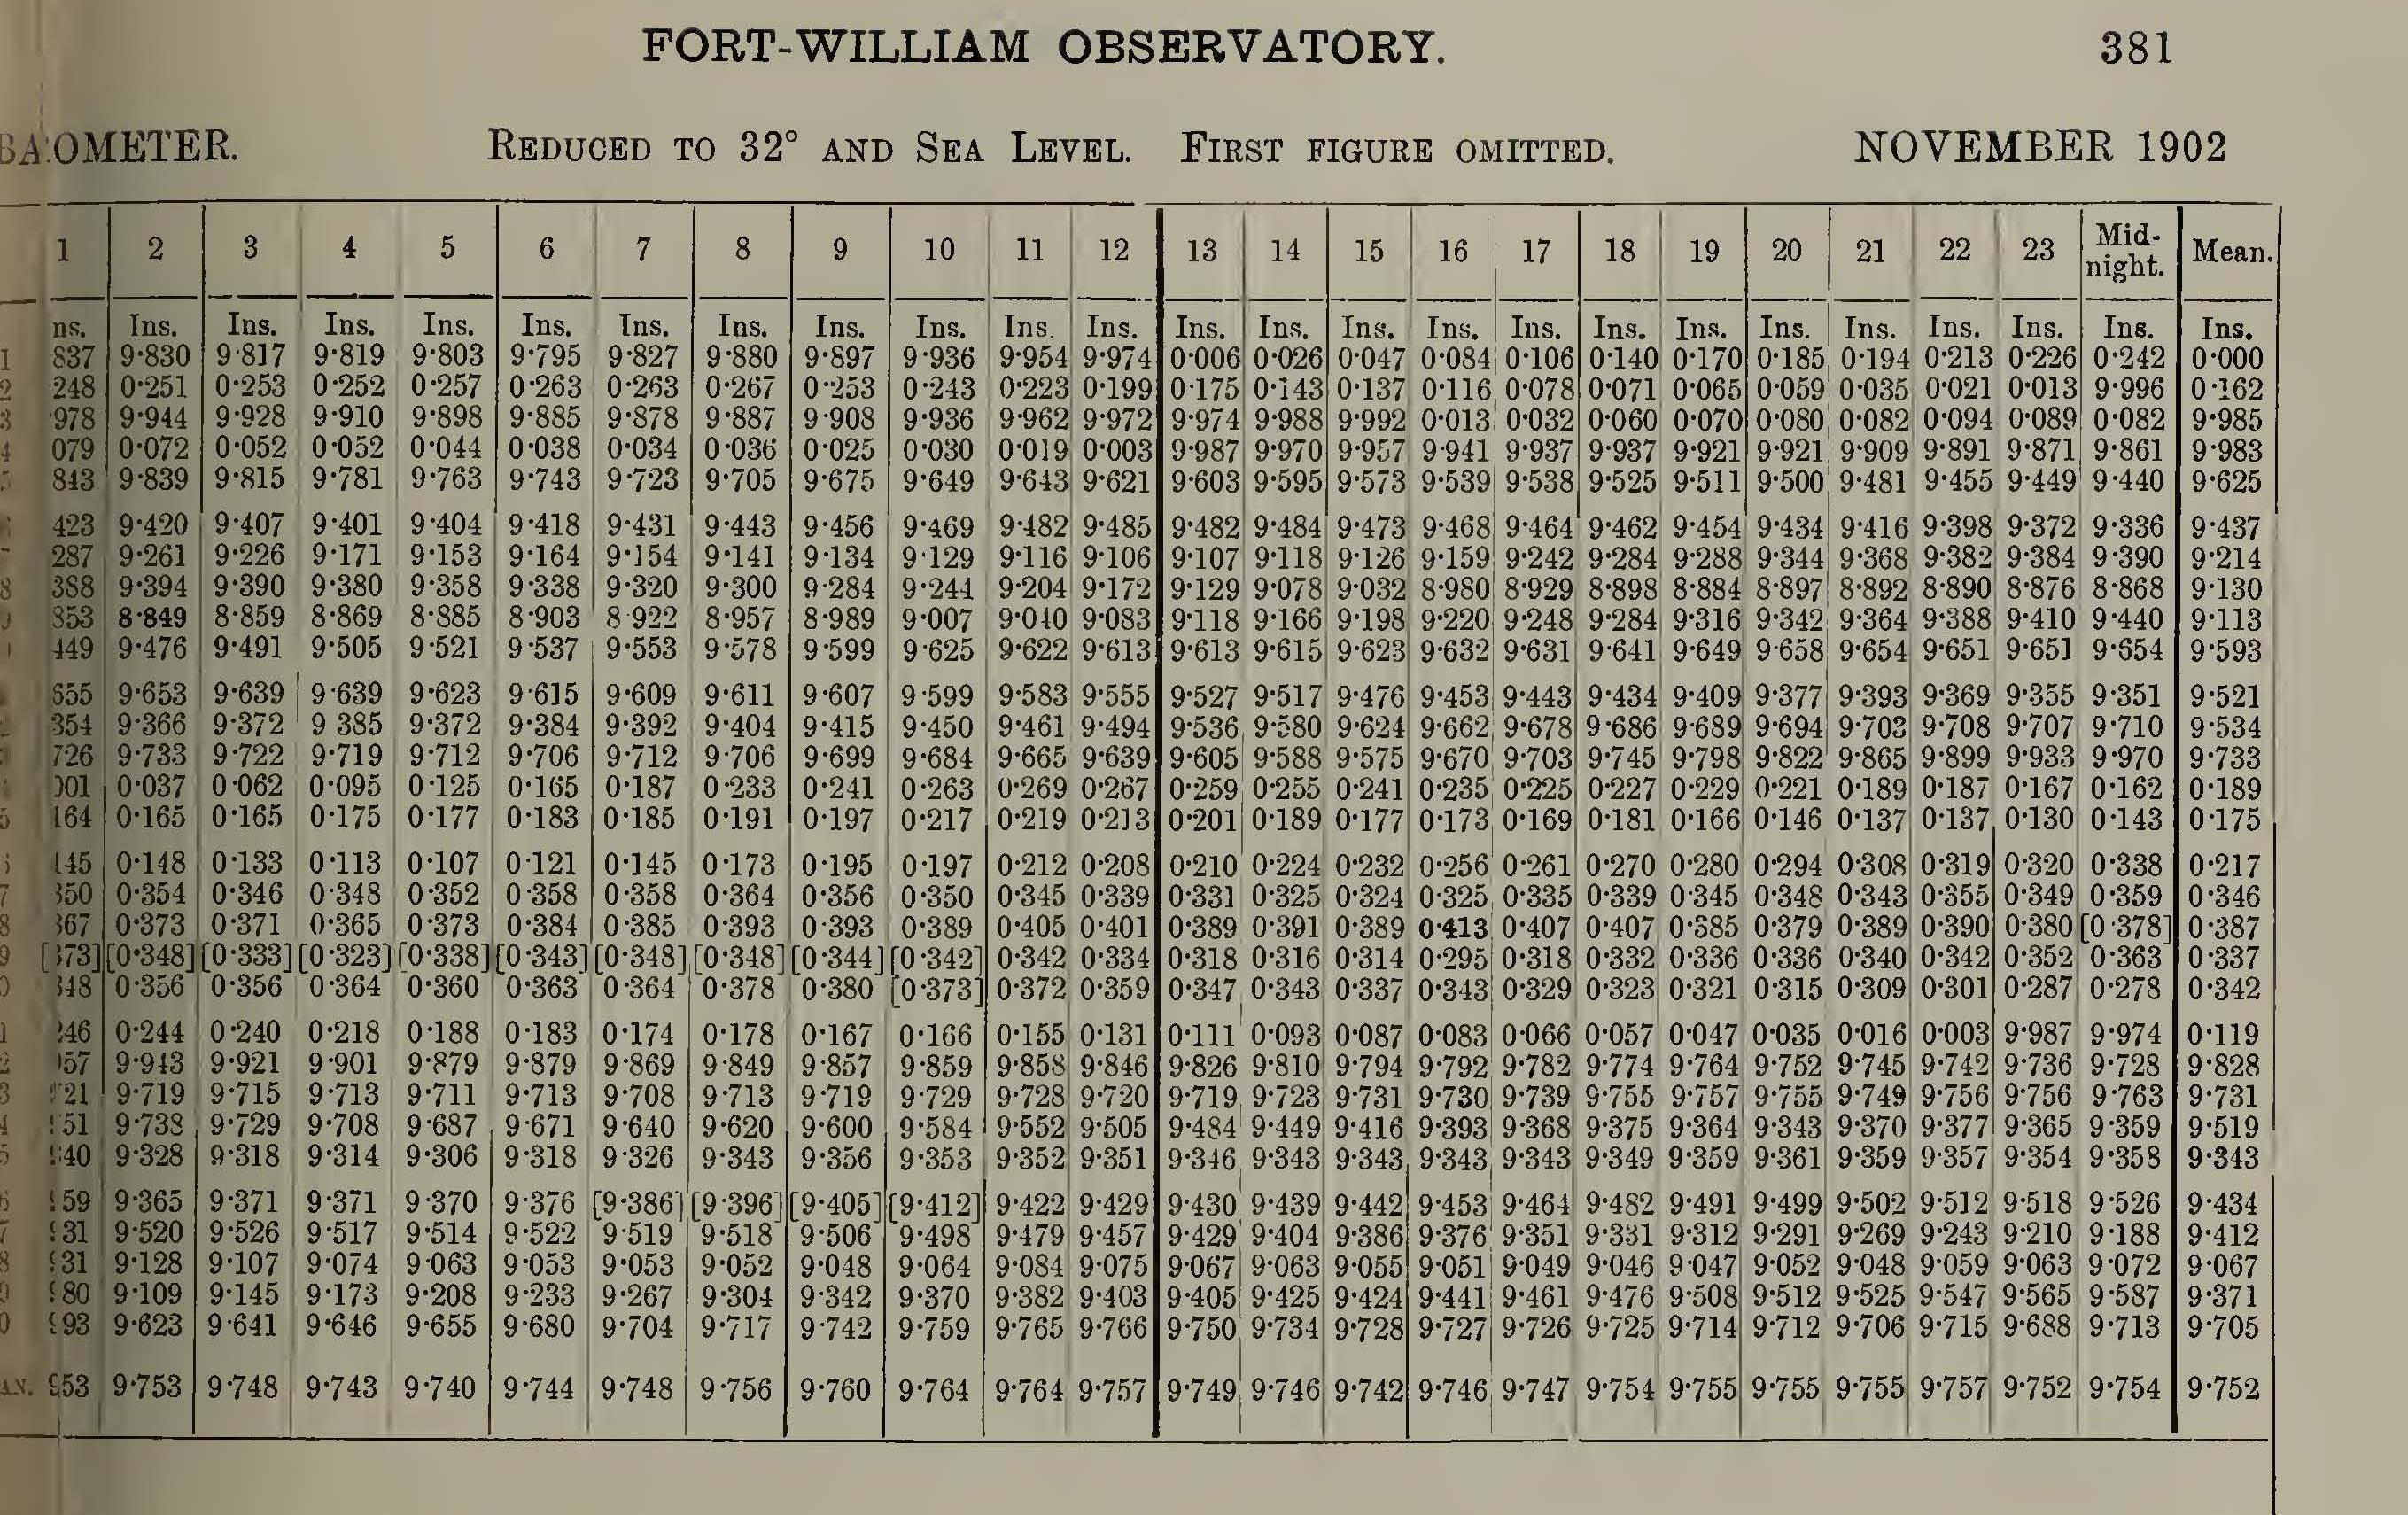 FORT-WILLIAM OBSERVATORY. 381
REDUCED TO 32° AND SEA LEVEL. FIRST FIGURE OMITTED. NOVEMBER 1902
1 2 3 4 5 6 7 8 9 10 11 12 13 14 15 16 17 18 19 20 21 22 23 Mid-night. Mean.
ns. Ins. Ins. Ins. Ins. Ins. Ins. Ins. Ins. Ins. Ins. Ins. Ins. Ins. Ins. Ins. Ins. Ins. Ins. Ins. Ins. Ins. Ins. Ins. Ins.
1 ·837 9·830 9·817 9·819 9·803 9·795 9·827 9·880 9·897 9·936 9·954 9·974 0·006 0·026 0·047 0·084 0·106 0·140 0·170 0·185 0·194 0·213 0·226 0·242 0·000
2 ·248 0·251 0·253 0·252 0·257 0·263 0·263 0·267 0·253 0·243 0·223 0·199 0·175 0·143 0·137 0·116 0·078 0·071 0·065 0·059 0·035 0·021 0·013 9·996 0·162
3 ·978 9·944 9·928 9·910 9·898 9·885 9·878 9·887 9·908 9·936 9·962 9·972 9·974 9·988 9·992 0·013 0·032 0·060 0·070 0·080 0·082 0·094 0·089 0·082 9·985
4 079 0·072 0·052 0·052 0·044 0·038 0·034 0·036 0·025 0·030 0·019 0·003 9·987 9·970 9·957 9·941 9·937 9·937 9·921 9·921 9·909 9·891 9·871 9·861 9·983
843 9·839 9·815 9·781 9·763 9·743 9·723 9·705 9·675 9·649 9·643 9·621 9·603 9·595 9·573 9·539 9·538 9·525 9·511 9·500 9·481 9·455 9·449 9·440 9·625
423 9·420 9·407 9·401 9·404 9·418 9·431 9·443 9·456 9·469 9·482 9·485 9·482 9·484 9·473 9·468 9·464 9·462 9·454 9·434 9·416 9·398 9·372 9·336 9·437
287 9·261 9·226 9·171 9·153 9·164 9·154 9·141 9·134 9·129 9·116 9·106 9·107 9·118 9·126 9·159 9·242 9·284 9·288 9·344 9·368 9·382 9·384 9·390 9·214
8 388 9·394 9·390 9·380 9·358 9·338 9·320 9·300 9·284 9·244 9·204 9·172 9·129 9·078 9·032 8·980 8·929 8·898 8·884 8·897 8·892 8·890 8·876 8·868 9·130
853 8·849 8·859 8·869 8·885 8·903 8·922 8·957 8·989 9·007 9·040 9·083 9·118 9·166 9·198 9·220 9·248 9·284 9·316 9·342 9·364 9·388 9·410 9·440 9·113
449 9·476 9·491 9·505 9·521 9·537 9·553 9·578 9·599 9·625 9·622 9·613 9·613 9·615 9·623 9·632 9·631 9·641 9·649 9·658 9·654 9·651 9·651 9·654 9·593
655 9·653 9·639 9·639 9·623 9·615 9·609 9·611 9·607 9·599 9·583 9·555 9·527 9·517 9·476 9·453 9·443 9·434 9·409 9·377 9·393 9·369 9·355 9·351 9·521
354 9·366 9·372 9 385 9·372 9·384 9·392 9·404 9·415 9·450 9·461 9·494 9·536 9·580 9·624 9·662 9·678 9·686 9·689 9·694 9·703 9·708 9·707 9·710 9·534
726 9·733 9·722 9·719 9·712 9·706 9·712 9·706 9·699 9·684 9·665 9·639 9·605 9·588 9·575 9·670 9·703 9·745 9·798 9·822 9·865 9·899 9·933 9·970 9·733
001 0·037 0·062 0·095 0·125 0·165 0·187 0·233 0·241 0·263 0·269 0·267 0·259 0·255 0·241 0·235 0·225 0·227 0·229 0·221 0·189 0·187 0·167 0·162 0·189
5 164 0·165 0·165 0·175 0·177 0·183 0·185 0·191 0·197 0·217 0·219 0·213 0·201 0·189 0·177 0·173 0·169 0·181 0·166 0·146 0·137 0·137 0·130 0·143 0·175
145 0·148 0·133 0·113 0·107 0·121 0·145 0·173 0·195 0·197 0·212 0·208 0·210 0·224 0·232 0·256 0·261 0·270 0·280 0·294 0·308 0·319 0·320 0·338 0·217
7 350 0·354 0·346 0·348 0·352 0·358 0·358 0·364 0·356 0·350 0·345 0·339 0·331 0·325 0·324 0·325 0·335 0·339 0·345 0·348 0·343 0·355 0·349 0·359 0·346
8 367 0·373 0·371 0·365 0·373 0·384 0·385 0·393 0·393 0·389 0·405 0·401 0·389 0·391 0·389 0·413 0·407 0·407 0·385 0·379 0·389 0·390 0·380 [0·378] 0·387
9 [373] [0·348] [0·333] [0·323] [0·338] [0·343] [0·348] [0·348] [0·344] [0·342] 0·342 0·334 0·318 0·316 0·314 0·295 0·318 0·332 0·336 0·336 0·340 0·342 0·352 0·363 0·337
348 0·356 0·356 0·364 0·360 0·363 0·364 0·378 0·380 [0·373] 0·372 0·359 0·347 0·343 0·337 0·343 0·329 0·323 0·321 0·315 0·309 0·301 0·287 0·278 0·342
1 0·244 0·240 0·218 0·188 0·183 0·174 0·178 0·167 0·166 0·155 0·131 0·111 0·093 0·087 0·083 0·066 0·057 0·047 0·035 0·016 0·003 9·987 9·974 0·119
9·943 9·921 9·901 9·879 9·879 9·869 9·849 9·857 9·859 9·858 9·846 9·826 9·810 9·794 9·792 9·782 9·774 9·764 9·752 9·745 9·742 9·736 9·728 9·828
3 9·719 9·715 9·713 9·711 9·713 9·708 9·713 9·719 9·729 9·728 9·720 9·719 9·723 9·731 9·730 9·739 9·755 9·757 9·755 9·749 9·756 9·756 9·763 9·731
4 9·738 9·729 9·708 9·687 9·671 9·640 9·620 9·600 9·584 9·552 9·505 9·484 9·449 9·416 9·393 9·368 9·375 9·364 9·343 9·370 9·377 9·365 9·359 9·519
5 9·328 9·318 9·314 9·306 9·318 9·326 9·343 9·356 9·353 9·352 9·351 9·346 9·343 9·343 9·343 9·343 9·349 9·359 9·361 9·359 9·357 9·354 9·358 9·343
9·365 9·371 9·371 9·370 9·376 [9·386] [9·396] [9·405] [9·412] 9·422 9·429 9·430 9·439 9·442 9·453 9·464 9·482 9·491 9·499 9·502 9·512 9·518 9·526 9·434
9·520 9·526 9·517 9·514 9·522 9·519 9·518 9·506 9·498 9·479 9·457 9·429 9·404 9·386 9·376 9·351 9·331 9·312 9·291 9·269 9·243 9·210 9·188 9·412
8 9·128 9·107 9·074 9·063 9·053 9·053 9·052 9·048 9·064 9·084 9·075 9·067 9·063 9·055 9·051 9·049 9·046 9·047 9·052 9·048 9·059 9·063 9·072 9·067
9·109 9·145 9·173 9·208 9·233 9·267 9·304 9·342 9·370 9·382 9·403 9·405 9·425 9·424 9·441 9·461 9·476 9·508 9·512 9·525 9·547 9·565 9·587 9·371
9·623 9·641 9·646 9·655 9·680 9·704 9·717 9·742 9·759 9·765 9·766 9·750 9·734 9·728 9·727 9·726 9·725 9·714 9·712 9·706 9·715 9·688 9·713 9·705
9·753 9·748 9·743 9·740 9·744 9·748 9·756 9·760 9·764 9·764 9·757 9·749 9·746 9·742 9·746 9·747 9·754 9·755 9·755 9·755 9·757 9·752 9·754 9·752